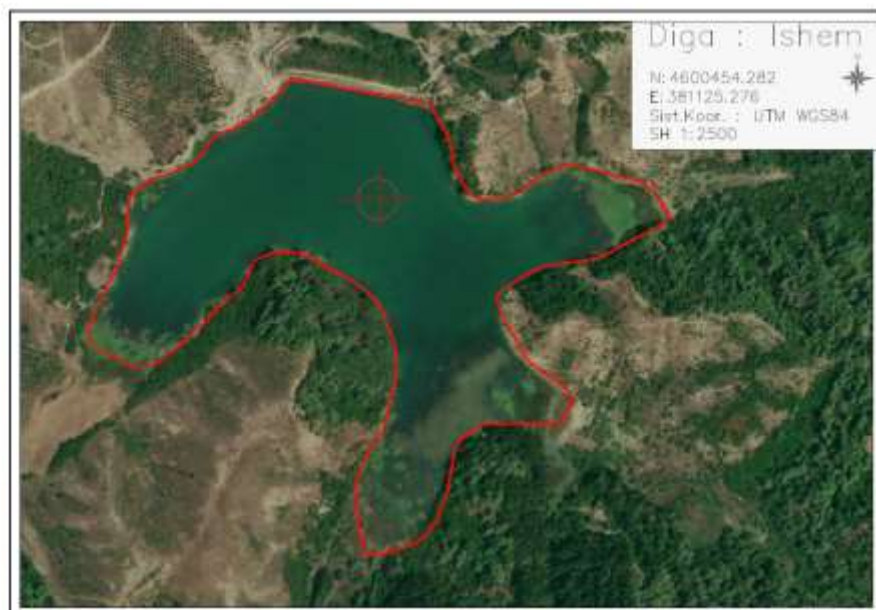 Diga : Ishem
N: 4600454.282
E: 381125.276
Sist.Koor. : UTM WGS84
SH 1:2500